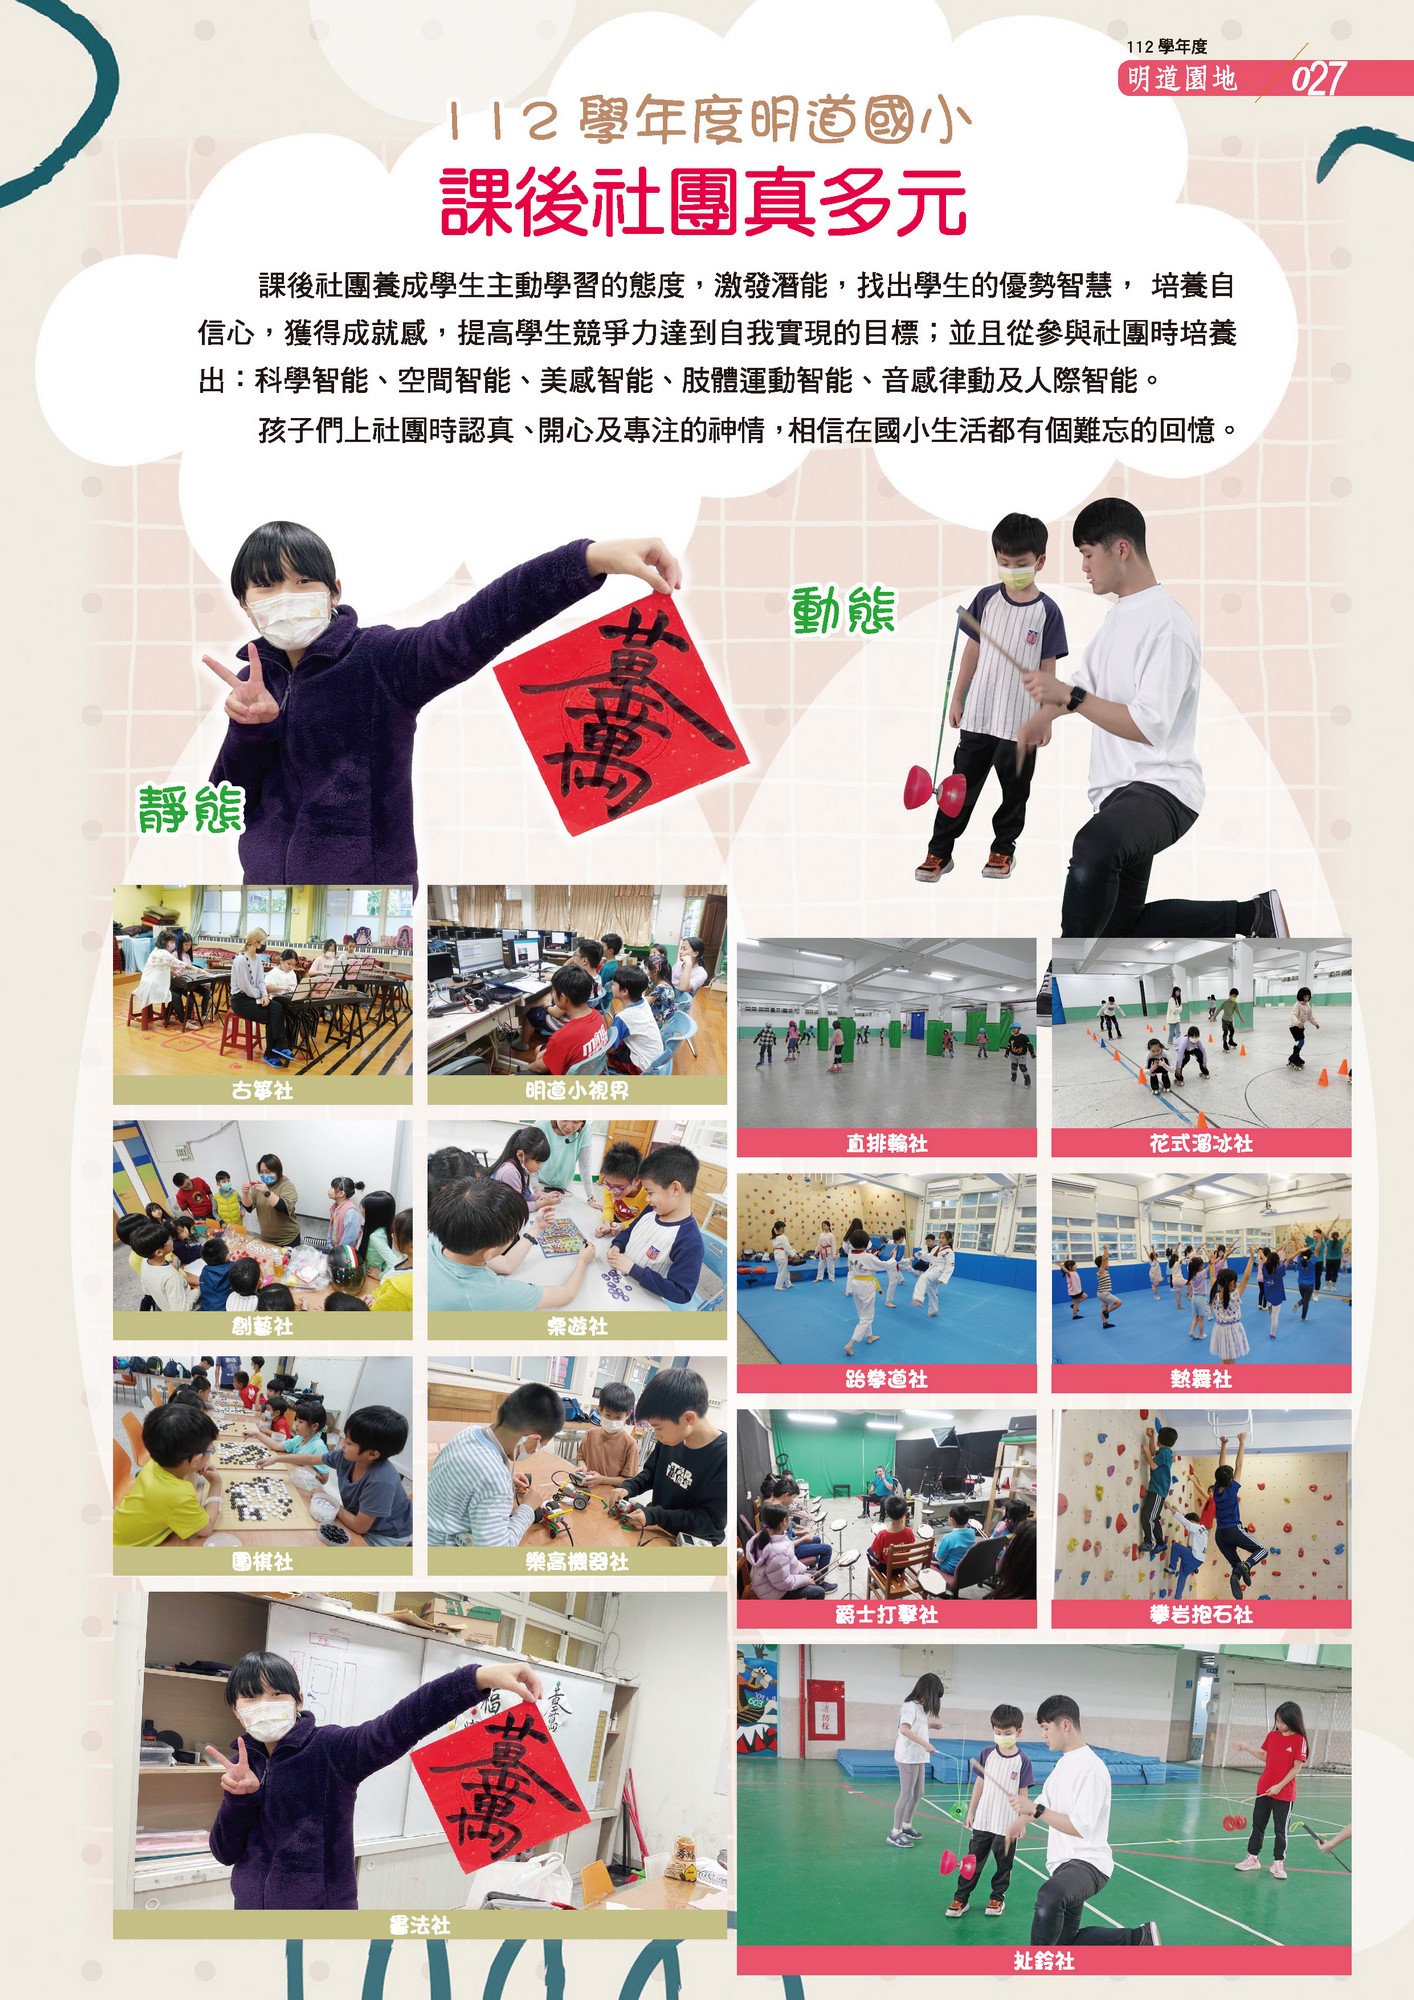 112 學年度
明道園地 027
112 學年度明道國小
課後社團真多元
課後社團養成學生主動學習的態度，激發潛能，找出學生的優勢智慧， 培養自
信心，獲得成就感，提高學生競爭力達到自我實現的目標；並且從參與社團時培養
出：科學智能、空間智能、美感智能、肢體運動智能、音感律動及人際智能。
孩子們上社團時認真、開心及專注的神情，相信在國小生活都有個難忘的回憶。
動態
靜態
古箏社
明道小視界
創藝社
桌遊社
圍棋社
樂高機器社
書法社
直排輪社
花式溜冰社
跆拳道社
熱舞社
爵士打擊社
攀岩抱石社
扯鈴社
福
消防栓
603